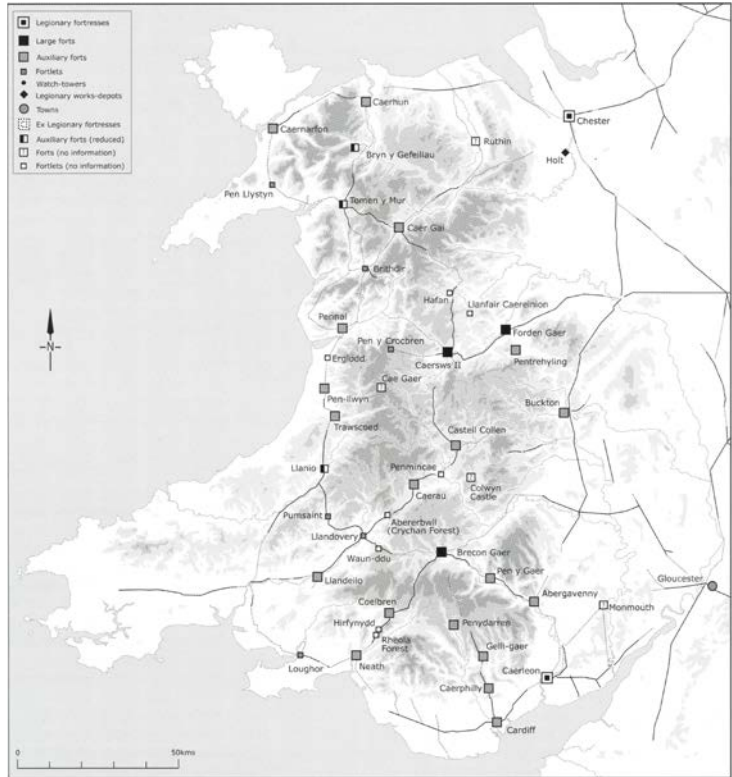 Legionary fortresses
Large forts
Auxiliary forts
Fortlets
Watch-towers
Legionary works-depots
Towns
Ex Legionary fortresses
Auxiliary forts (reduced)
Forts (no information)
Fortlets (no information)
Caerhun
Caernarfon
Chester
Ruthin
Bryn y Gefeiliau
Holt
Pen Llystyn
Tomen y Mur
Caer Gai
Brithdir
Hafan
Llanfair Caereinion
-N-
Pennal
Forden Gaer
Pen y Crocbren
Erglodd
Caersws II
Pentrehyling
Cae Gaer
Pen-llwyn
Buckton
Trawscoed
Castell Collen
Llanio
Penmincae
Caerau
Colwyn
Castle
Pumsaint
Abererbwll
(Crychan Forest)
Llandovery
Waun-ddu
Brecon Gaer
Llandeilo
Pen y Gaer
Gloucester
Abergavenny
Monmouth
Coelbren
Hirfynydd
Penydarren
Rheola
Forest
Loughor
Neath
Gelli-gaer
Caerleon
Caerphilly
Cardiff
0
50kms